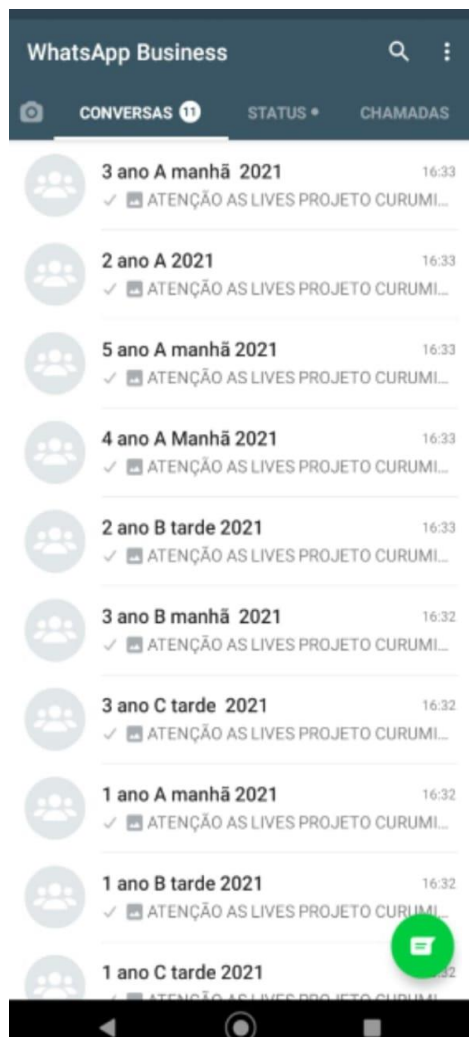 WhatsApp Business
CONVERSAS 11 STATUS CHAMADAS
3 ano A manhã 2021 16:33
ATENÇÃO AS LIVES PROJETO CURUMI...
2 ano A 2021 16:33
ATENÇÃO AS LIVES PROJETO CURUMI...
5 ano A manhã 2021 16:33
ATENÇÃO AS LIVES PROJETO CURUMI...
4 ano A Manhã 2021 16:33
ATENÇÃO AS LIVES PROJETO CURUMI...
2 ano B tarde 2021 16:33
ATENÇÃO AS LIVES PROJETO CURUMI...
3 ano B manhã 2021 16:32
ATENÇÃO AS LIVES PROJETO CURUMI...
3 ano C tarde 2021 16:32
ATENÇÃO AS LIVES PROJETO CURUMI...
1 ano A manhã 2021 16:32
ATENÇÃO AS LIVES PROJETO CURUMI...
1 ano B tarde 2021 16:32
ATENÇÃO AS LIVES PROJETO CURUMI...
1 ano C tarde 2021
ATENÇÃO AS LIVES PROJETO CURUMI...